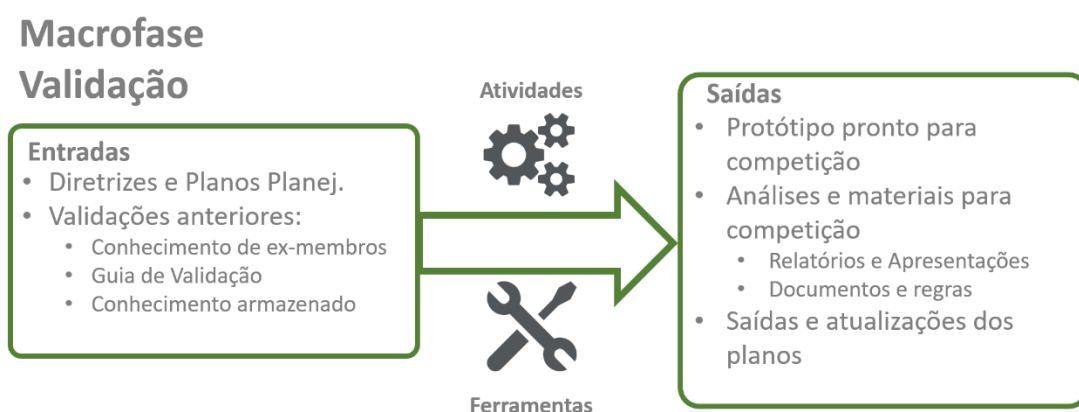 Macrofase
Validação
Entradas
• Diretrizes e Planos Planej.
• Validações anteriores:
• Conhecimento de ex-membros
• Guia de Validação
• Conhecimento armazenado
Atividades
Ferramentas
Saídas
• Protótipo pronto para
competição
• Análises e materiais para
competição
• Relatórios e Apresentações
• Documentos e regras
• Saídas e atualizações dos
planos